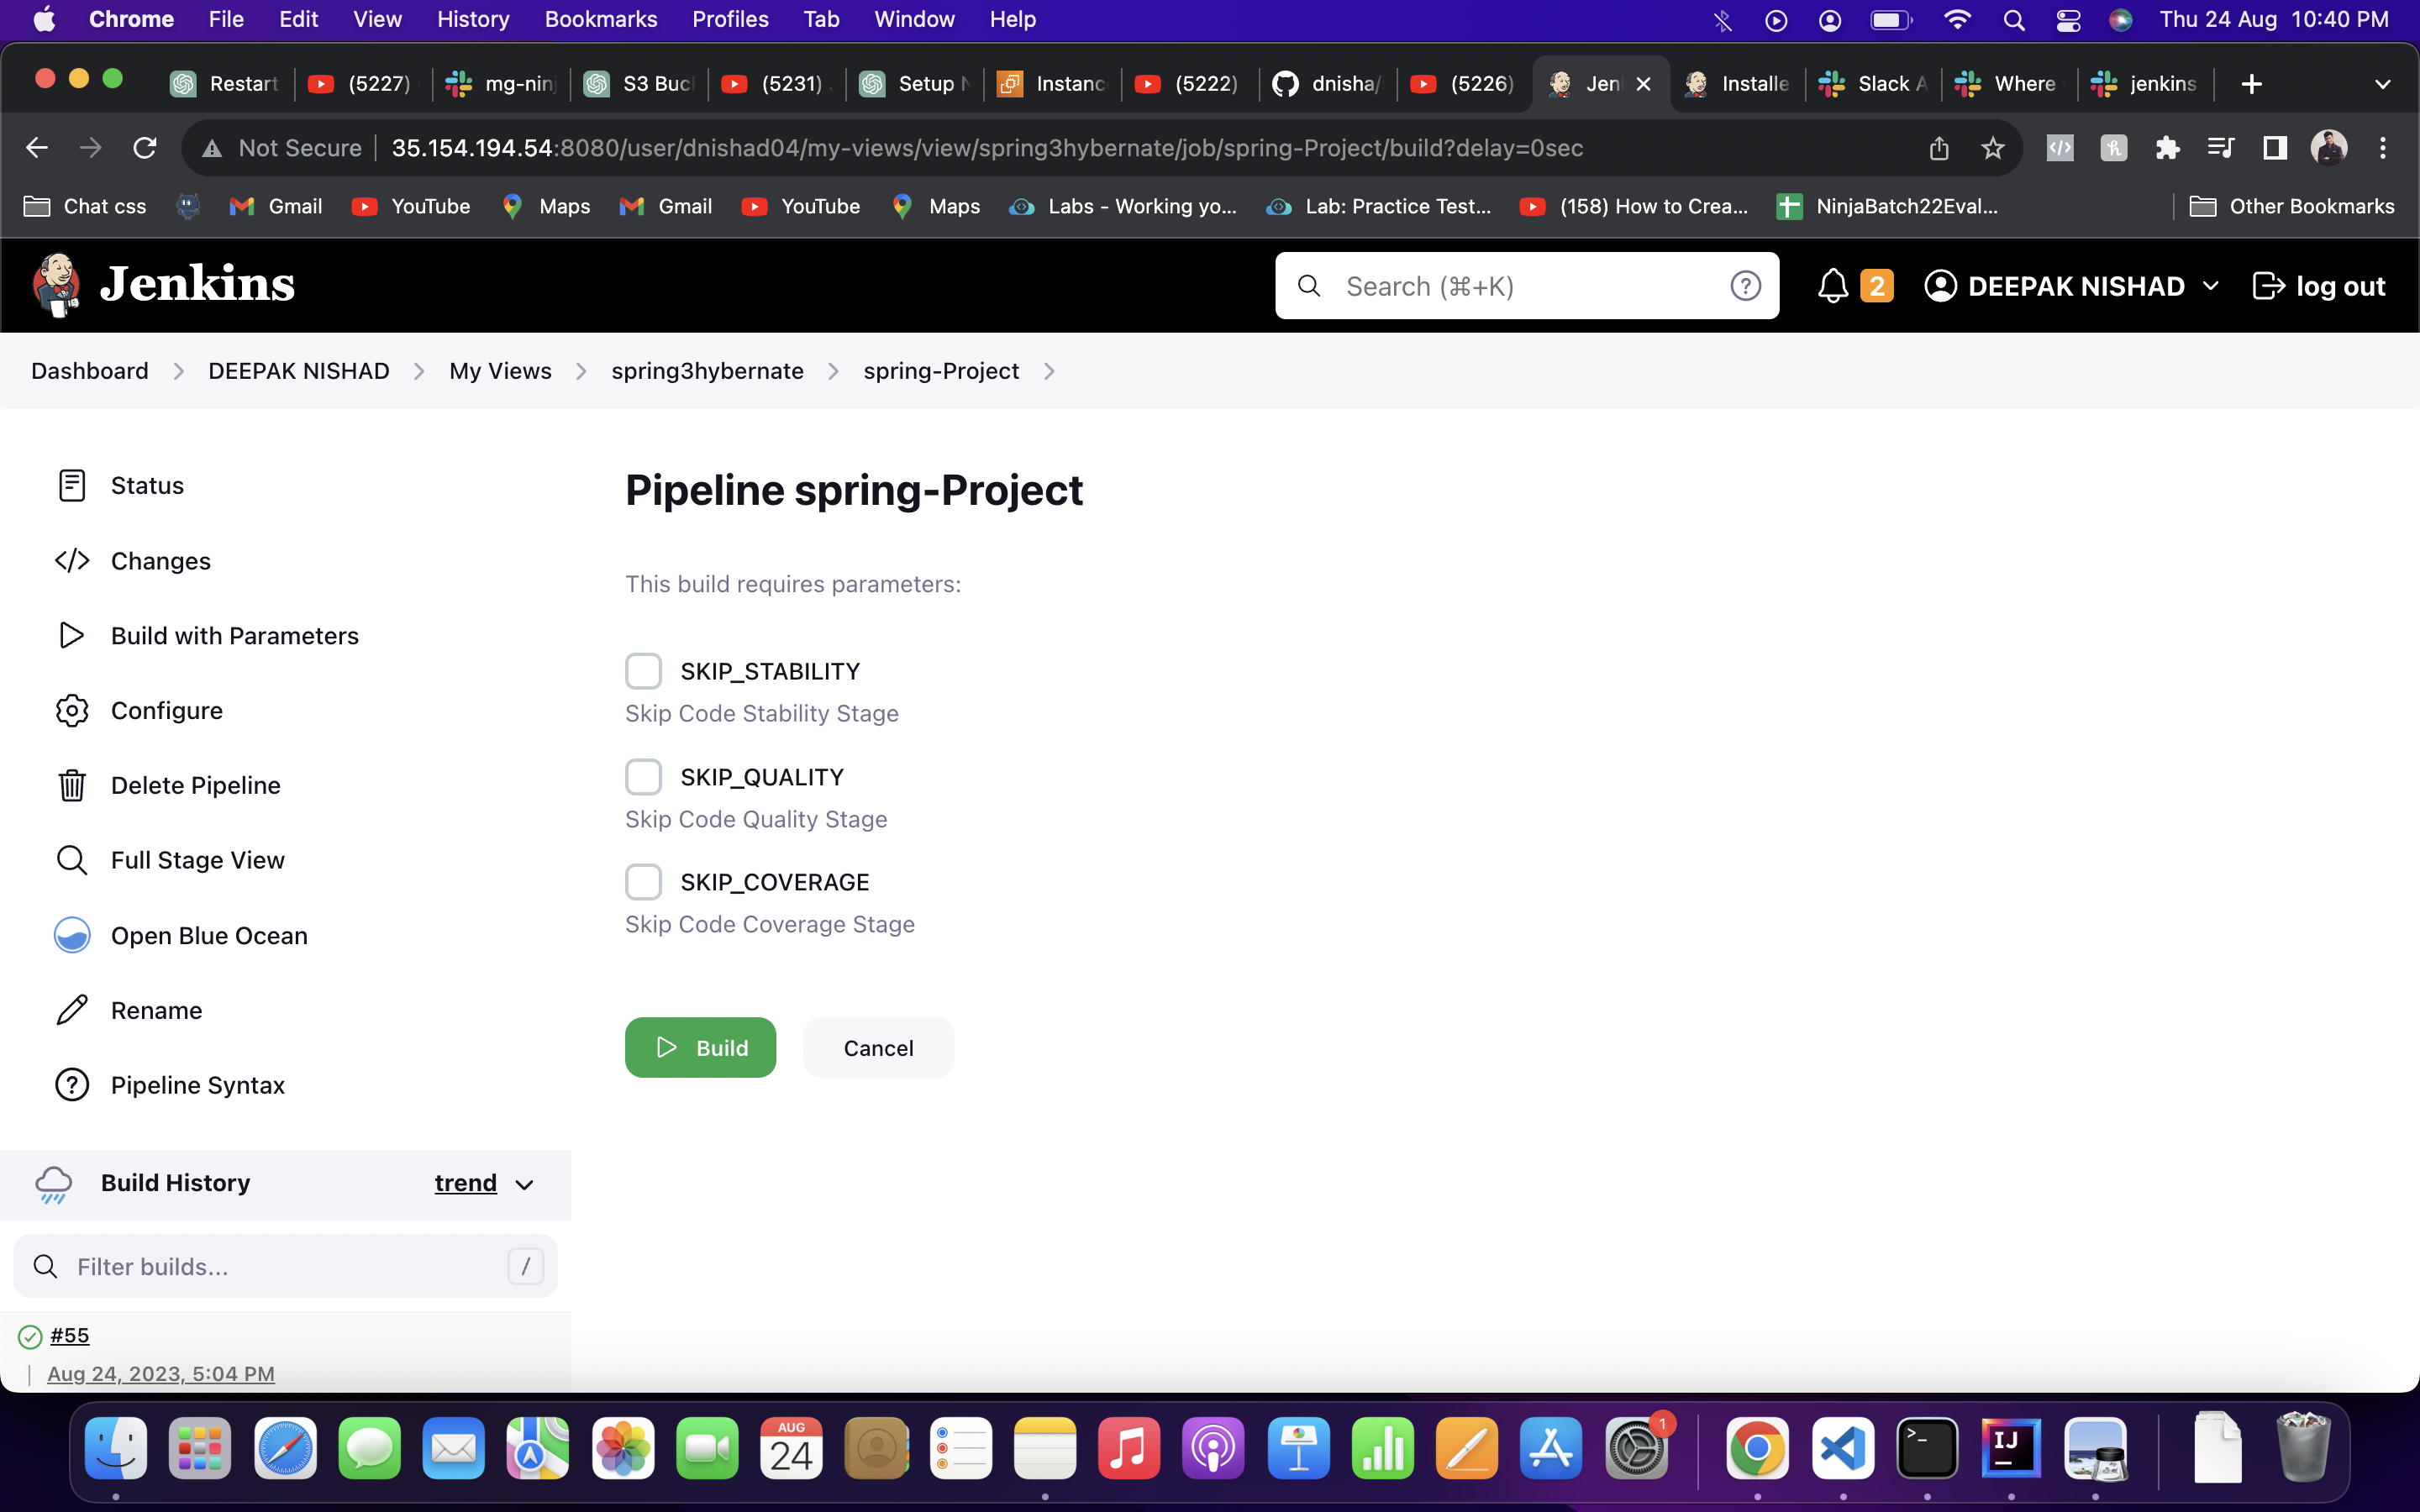 Chrome File Edit View History Bookmarks Profiles Tab Window Help Thu 24 Aug 10:40 PM
Restart (5227) mg-ninj S3 Buc (5231) Setup N Instanc (5222) dnisha/ (5226) Jen Installe Slack A Where jenkins
Not Secure 35.154.194.54:8080/user/dnishad04/my-views/view/spring3hybernate/job/spring-Project/build?delay=0sec
Chat css Gmail YouTube Maps Gmail YouTube Maps Labs - Working yo... Lab: Practice Test... (158) How to Crea... NinjaBatch22Eval... Other Bookmarks
Jenkins Search (⌘+K) 2 DEEPAK NISHAD log out
Dashboard DEEPAK NISHAD My Views spring3hybernate spring-Project
Status
Changes
Build with Parameters
Configure
Delete Pipeline
Full Stage View
Open Blue Ocean
Rename
Pipeline Syntax
Build History trend
Filter builds... /
#55
Aug 24, 2023, 5:04 PM
Pipeline spring-Project
This build requires parameters:
SKIP_STABILITY
Skip Code Stability Stage
SKIP_QUALITY
Skip Code Quality Stage
SKIP_COVERAGE
Skip Code Coverage Stage
Build Cancel
AUG
24
1
IJ